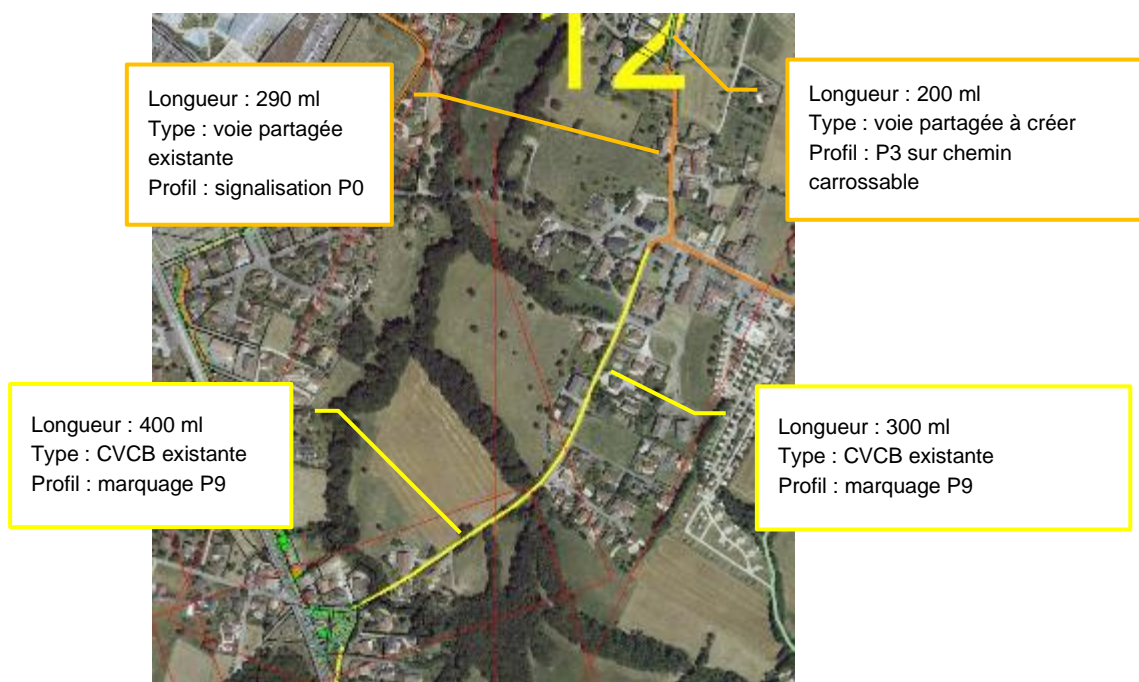 12
Longueur : 290 ml
Type : voie partagée
existante
Profil : signalisation P0
Longueur : 200 ml
Type : voie partagée à créer
Profil : P3 sur chemin
carrossable
Longueur : 400 ml
Type : CVCB existante
Profil : marquage P9
Longueur : 300 ml
Type : CVCB existante
Profil : marquage P9